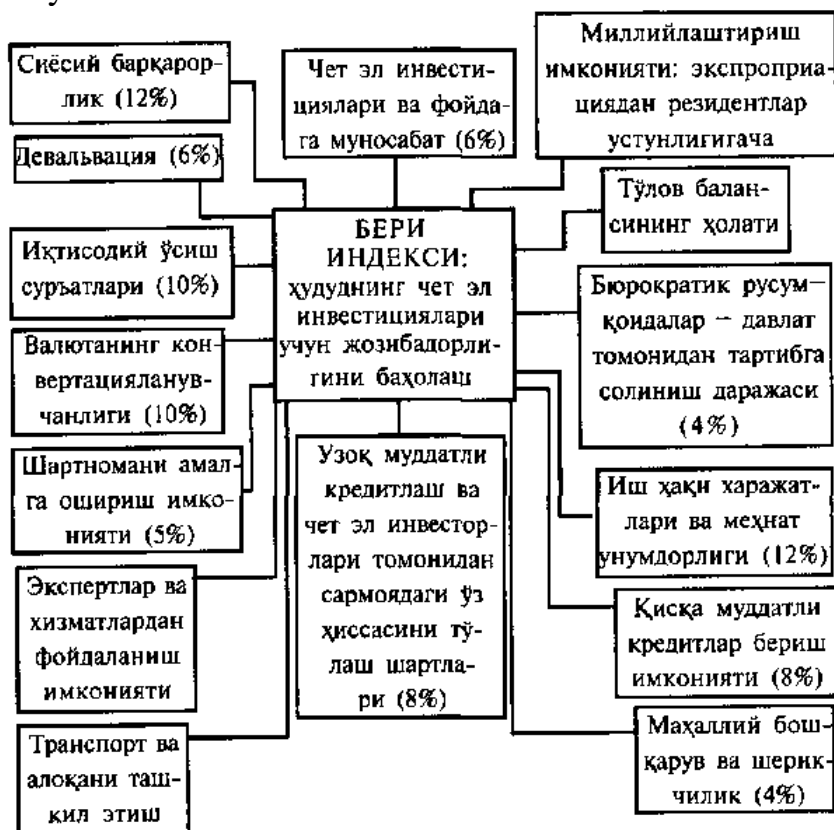 Сиёсий барқарор-
лик (12%)
Девальвация (6%)
Иқтисодий ўсиш
суръатлари (10%)
Валютанинг кон-
вертацияланув-
чанлиги (10%)
Шартномани амал-
га ошириш имко-
нияти (5%)
Экспертлар ва
хизматлардан
фойдаланиш
имконияти
Транспорт ва
алоқани таш-
кил этиш
Чет эл инвести-
циялари ва фойда-
га муносабат (6%)
БЕРИ
ИНДЕКСИ:
ҳудуднинг чет эл
инвестициялари
учун жозибадорли-
гини баҳолаш
Узоқ муддатли
кредитлаш ва
чет эл инвестор-
лари томонидан
сармоядаги ўз
ҳиссасини тў-
лаш шартла-
ри (8%)
Миллийлаштириш
имконияти: экспроприа-
циядан резидентлар
устунлигигача
Тўлов балан-
сининг ҳолати
Бюрократик русум-
қоидалар – давлат
томонидан тартибга
солиниш даражаси
(4%)
Иш ҳақи харажат-
лари ва меҳнат
унумдорлиги (12%)
Қисқа муддатли
кредитлар бериш
имконияти (8%)
Маҳаллий бош-
қарув ва шерик-
чилик (4%)